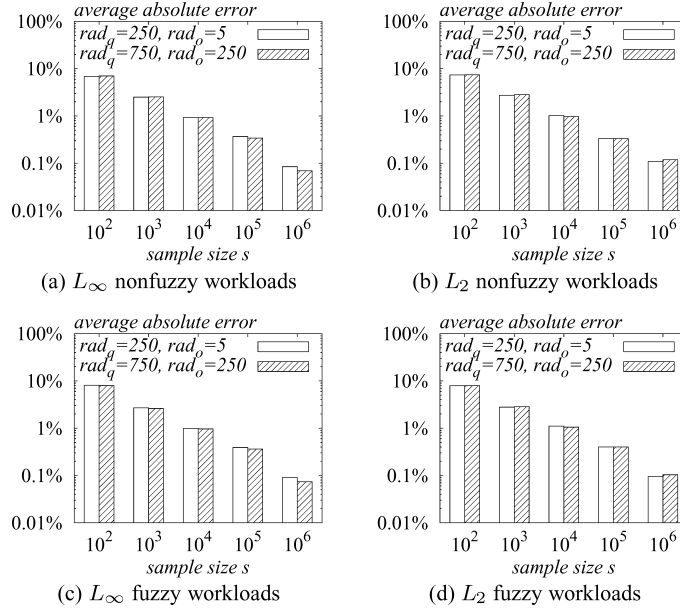 average absolute error
100%
rad_q=250, rad_o=5
rad_q=750, rad_o=250
10%
1%
0.1%
0.01%
10^2 10^3 10^4 10^5 10^6
sample size s
(a) L_∞ nonfuzzy workloads
average absolute error
100%
rad_q=250, rad_o=5
rad_q=750, rad_o=250
10%
1%
0.1%
0.01%
10^2 10^3 10^4 10^5 10^6
sample size s
(b) L_2 nonfuzzy workloads
average absolute error
100%
rad_q=250, rad_o=5
rad_q=750, rad_o=250
10%
1%
0.1%
0.01%
10^2 10^3 10^4 10^5 10^6
sample size s
(c) L_∞ fuzzy workloads
average absolute error
100%
rad_q=250, rad_o=5
rad_q=750, rad_o=250
10%
1%
0.1%
0.01%
10^2 10^3 10^4 10^5 10^6
sample size s
(d) L_2 fuzzy workloads